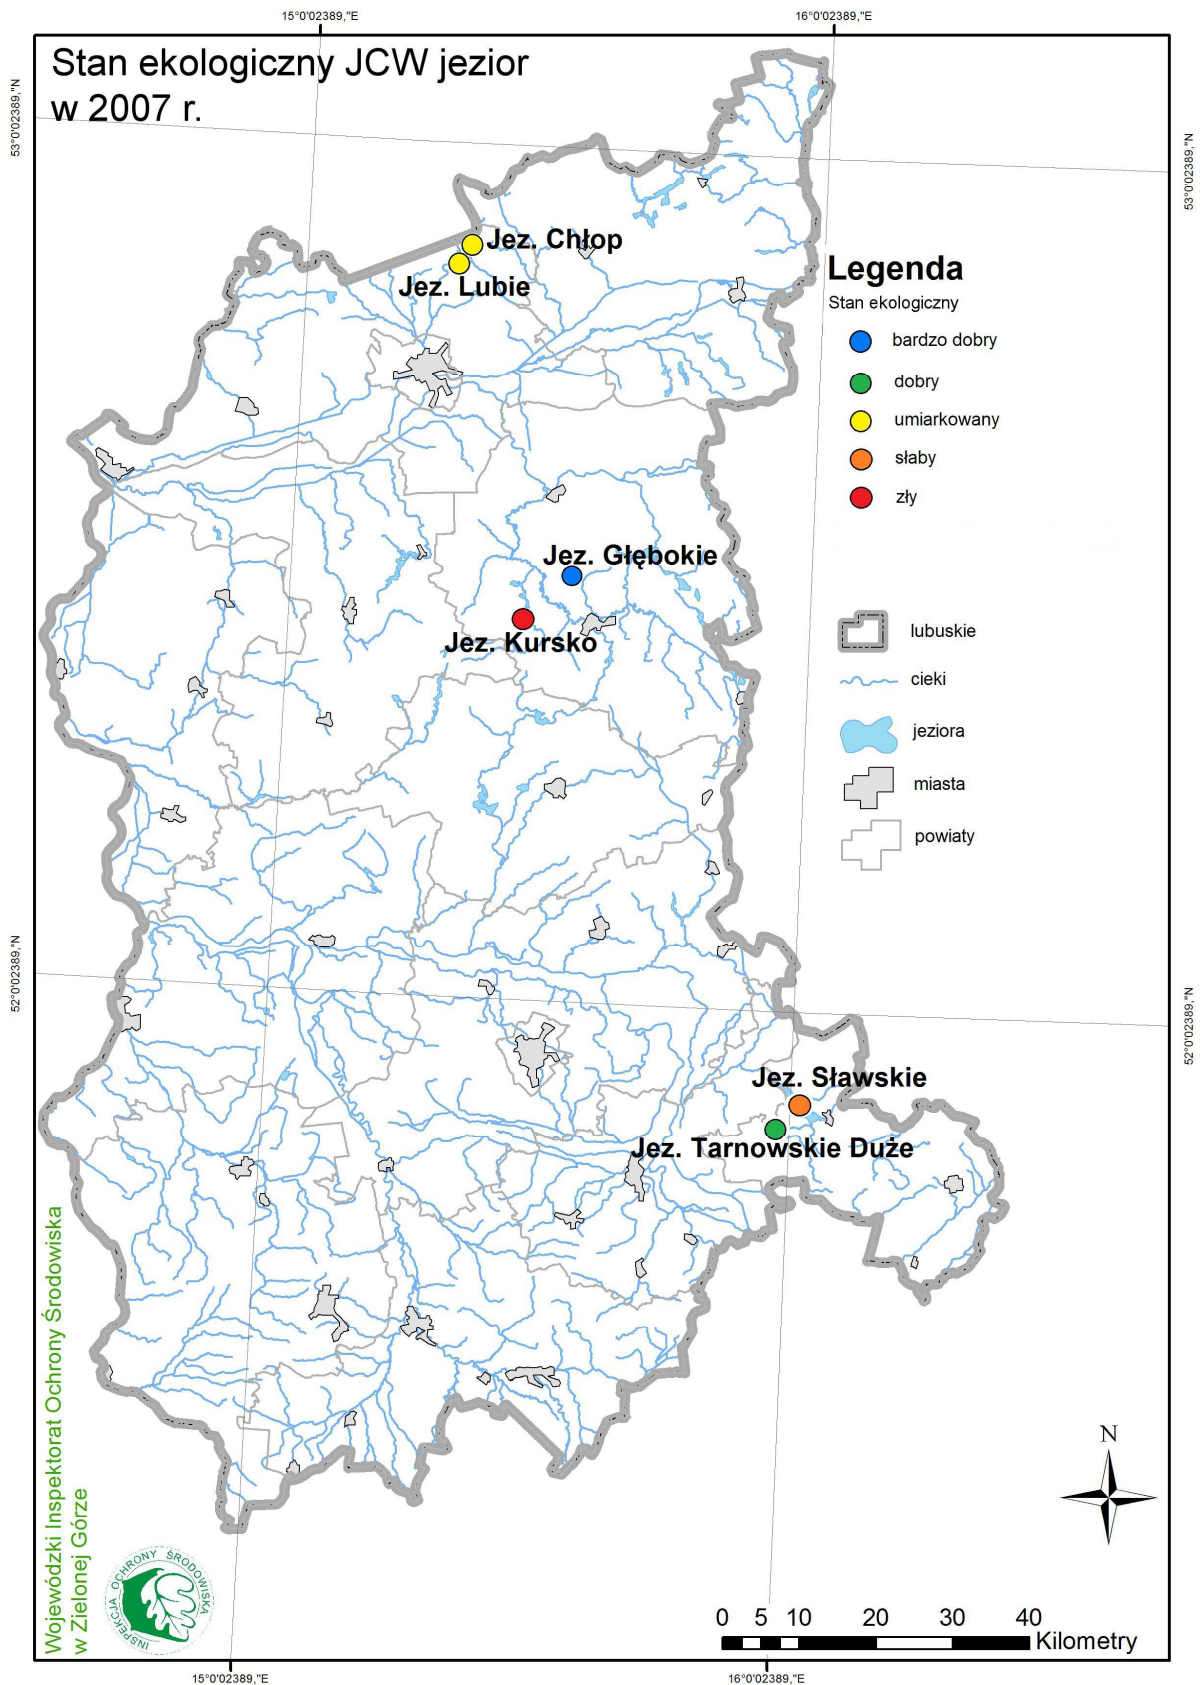 15°0'02389,"E
16°0'02389,"E
Stan ekologiczny JCW jezior
w 2007 r.
53°0'02389,"N
53°0'02389,"N
Jez. Chłop
Jez. Lubie
Legenda
Stan ekologiczny
bardzo dobry
dobry
umiarkowany
słaby
zły
Jez. Głębokie
Jez. Kursko
lubuskie
cieki
jeziora
miasta
powiaty
52°0'02389,"N
52°0'02389,"N
Jez. Sławskie
Jez. Tarnowskie Duże
Wojewódzki Inspektorat Ochrony Środowiska
w Zielonej Górze
INSPEKCJA OCHRONY ŚRODOWISKA
N
0 5 10 20 30 40
Kilometry
15°0'02389,"E
16°0'02389,"E